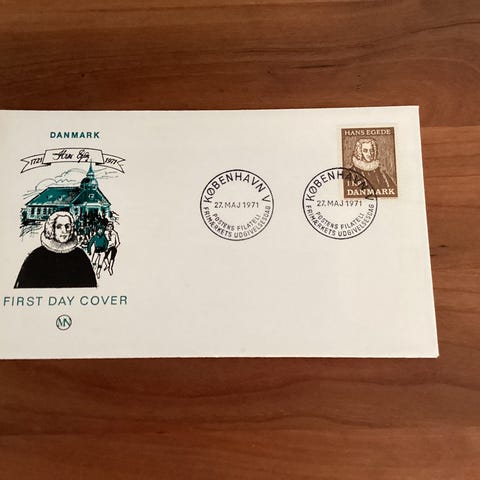 DANMARK
1721 Hans Egede 1971
FIRST DAY COVER
KØBENHAVN V
27. MAJ 1971
POSTENS FILATELI
FRIMÆRKETS UDGIVELSESDAG
KØBENHAVN V
27. MAJ 1971
POSTENS FILATELI
FRIMÆRKETS UDGIVELSESDAG
HANS EGEDE
DANMARK